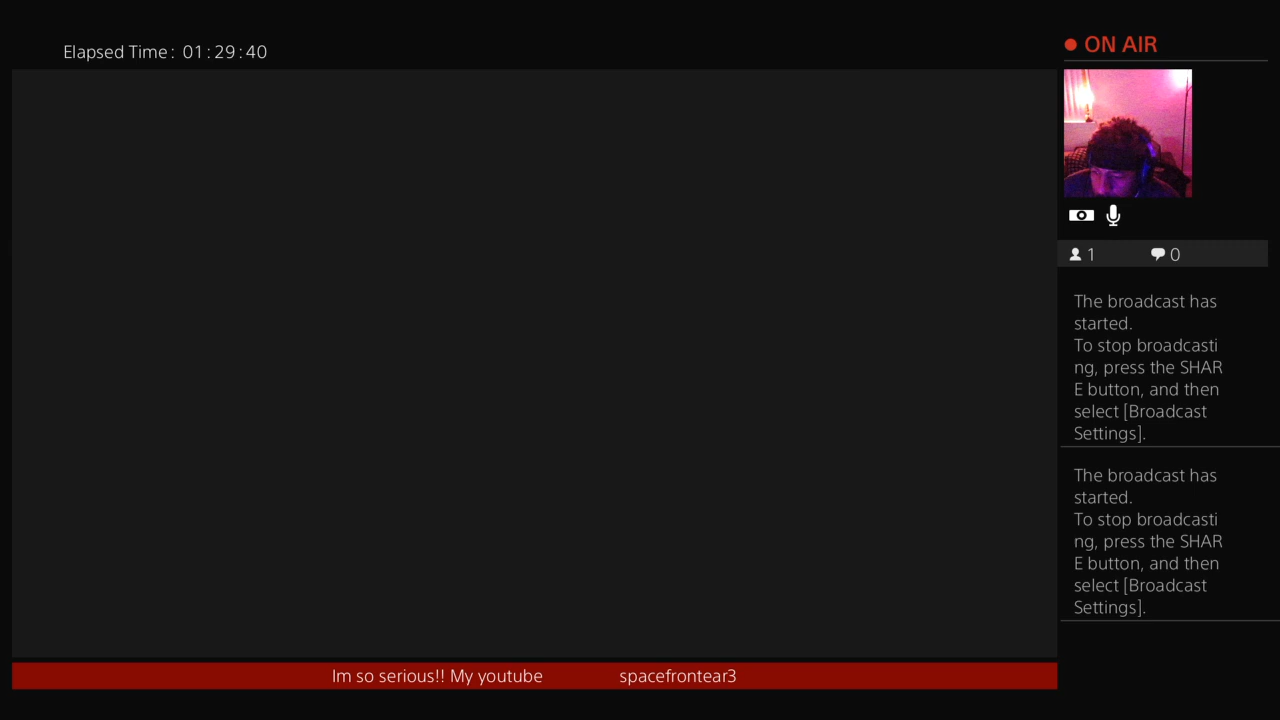 Elapsed Time: 01:29:40
ON AIR
1 0
The broadcast has
started.
To stop broadcasti
ng, press the SHAR
E button, and then
select [Broadcast
Settings].
The broadcast has
started.
To stop broadcasti
ng, press the SHAR
E button, and then
select [Broadcast
Settings].
Im so serious!! My youtube spacefrontear3